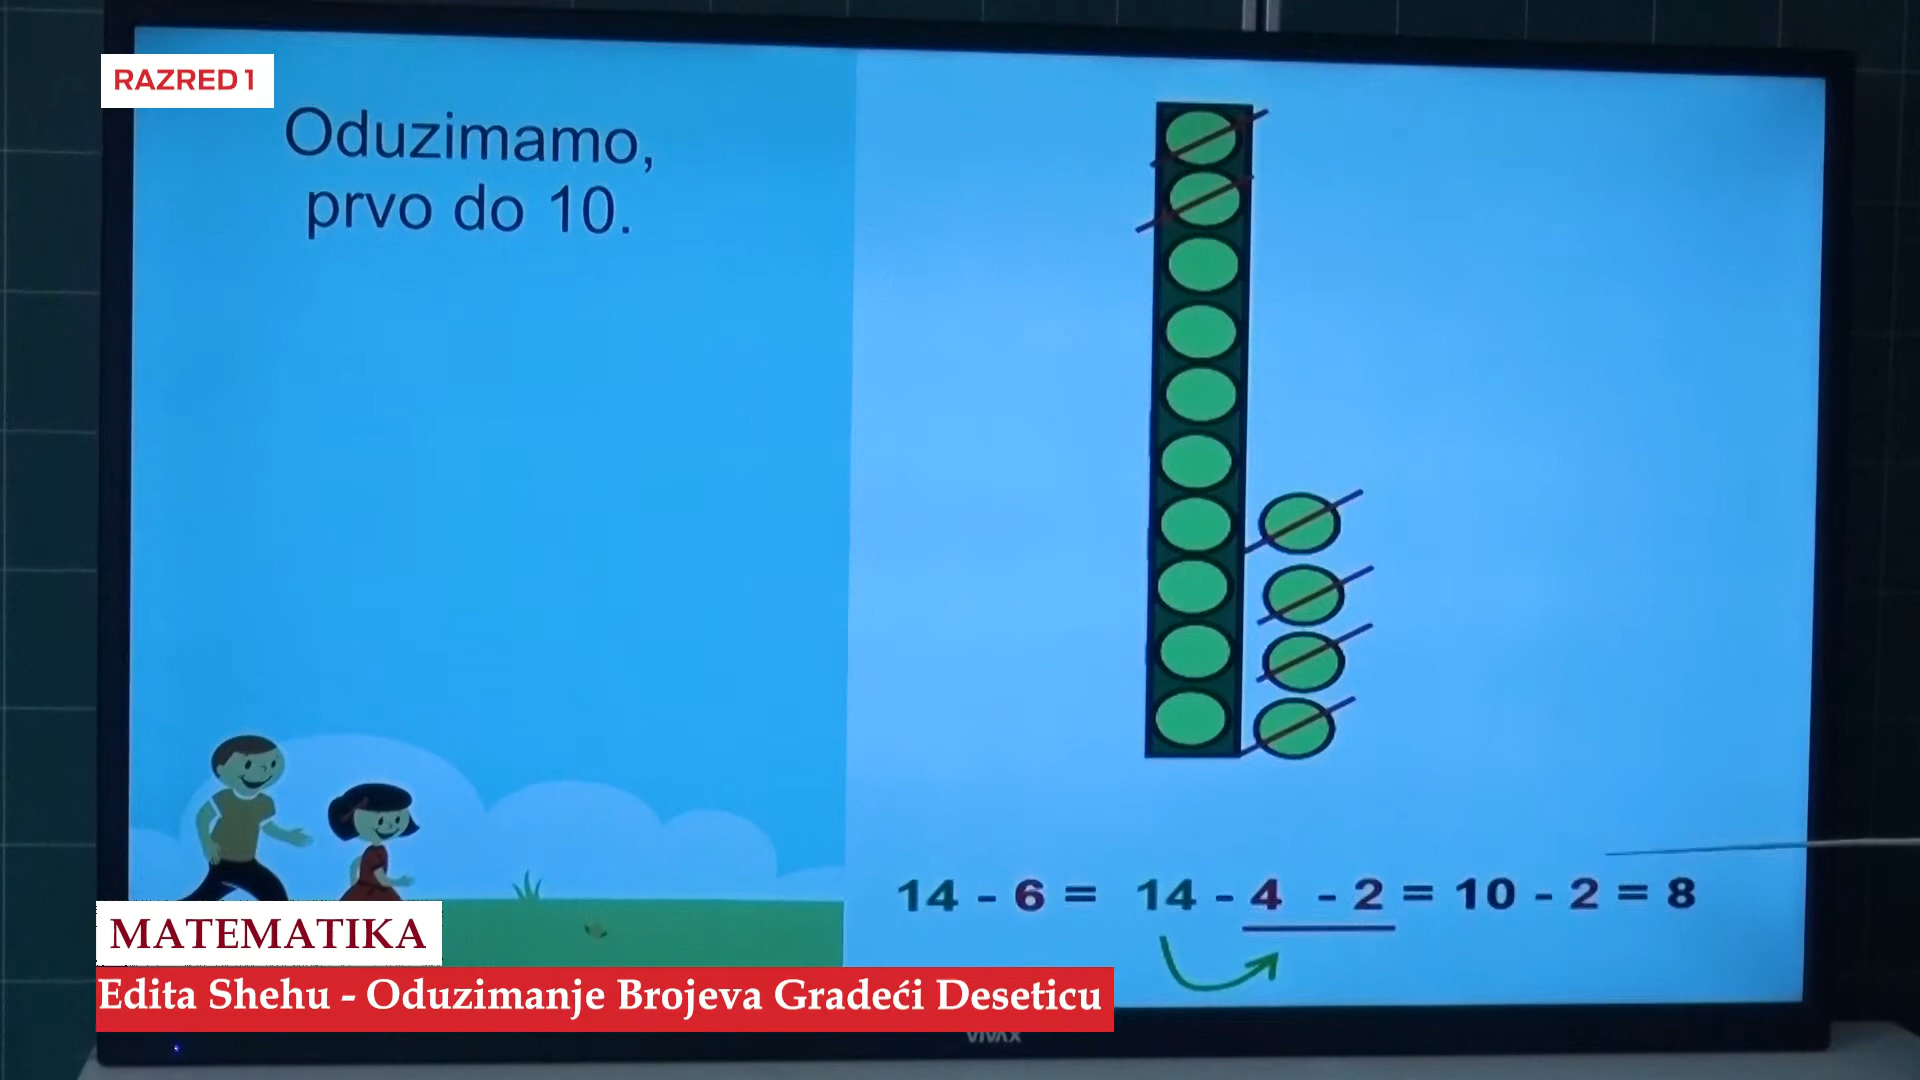 RAZRED 1
Oduzimamo,
prvo do 10.
14 - 6 = 14 - 4 - 2 = 10 - 2 = 8
MATEMATIKA
Edita Shehu - Oduzimanje Brojeva Gradeći Deseticu
VIVAX